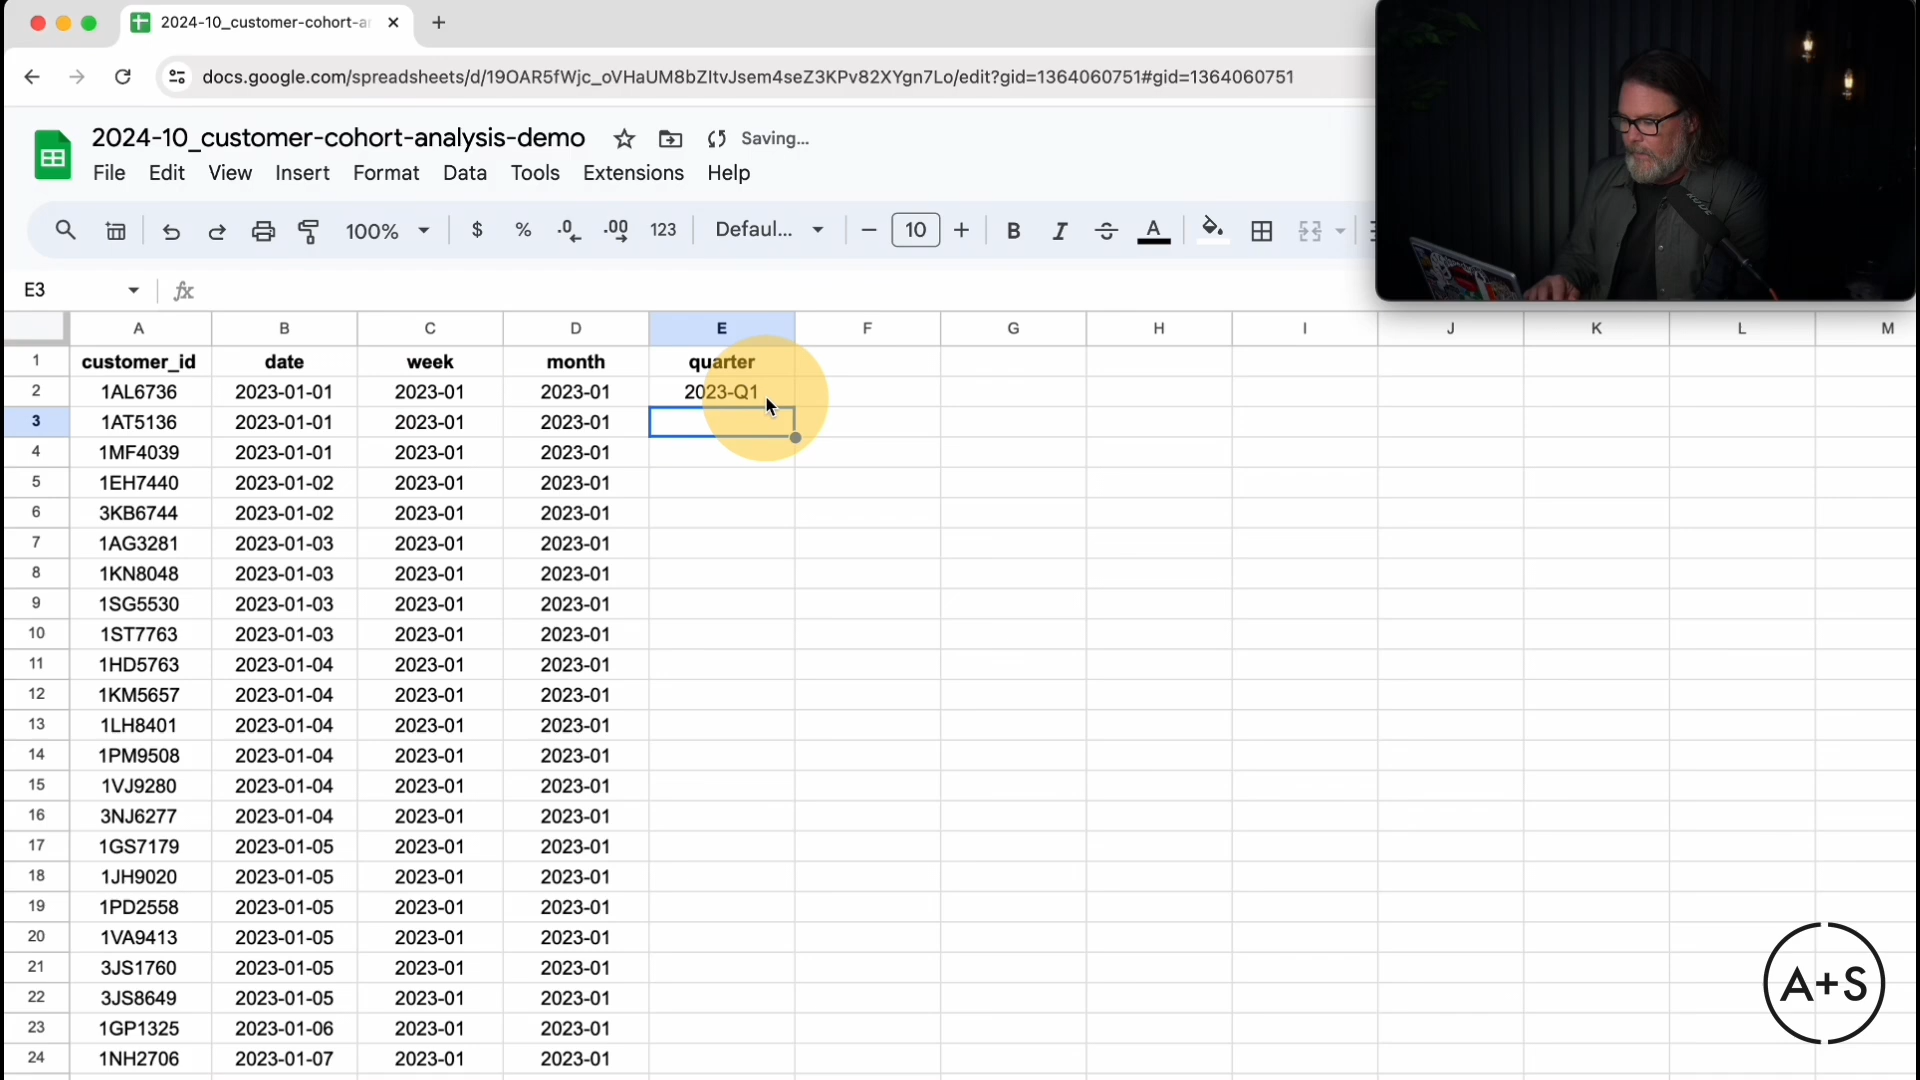 2024-10_customer-cohort-a
docs.google.com/spreadsheets/d/19OAR5fWjc_oVHaUM8bZItvJsem4seZ3KPv82XYgn7Lo/edit?gid=1364060751#gid=1364060751
2024-10_customer-cohort-analysis-demo Saving...
File Edit View Insert Format Data Tools Extensions Help
100% $ % .0 .00 123 Defaul... − 10 + B I A
E3 fx
A B C D E F G H I J K L M
1 customer_id date week month quarter
2 1AL6736 2023-01-01 2023-01 2023-01 2023-Q1
3 1AT5136 2023-01-01 2023-01 2023-01
4 1MF4039 2023-01-01 2023-01 2023-01
5 1EH7440 2023-01-02 2023-01 2023-01
6 3KB6744 2023-01-02 2023-01 2023-01
7 1AG3281 2023-01-03 2023-01 2023-01
8 1KN8048 2023-01-03 2023-01 2023-01
9 1SG5530 2023-01-03 2023-01 2023-01
10 1ST7763 2023-01-03 2023-01 2023-01
11 1HD5763 2023-01-04 2023-01 2023-01
12 1KM5657 2023-01-04 2023-01 2023-01
13 1LH8401 2023-01-04 2023-01 2023-01
14 1PM9508 2023-01-04 2023-01 2023-01
15 1VJ9280 2023-01-04 2023-01 2023-01
16 3NJ6277 2023-01-04 2023-01 2023-01
17 1GS7179 2023-01-05 2023-01 2023-01
18 1JH9020 2023-01-05 2023-01 2023-01
19 1PD2558 2023-01-05 2023-01 2023-01
20 1VA9413 2023-01-05 2023-01 2023-01
21 3JS1760 2023-01-05 2023-01 2023-01
22 3JS8649 2023-01-05 2023-01 2023-01
23 1GP1325 2023-01-06 2023-01 2023-01
24 1NH2706 2023-01-07 2023-01 2023-01
A+S